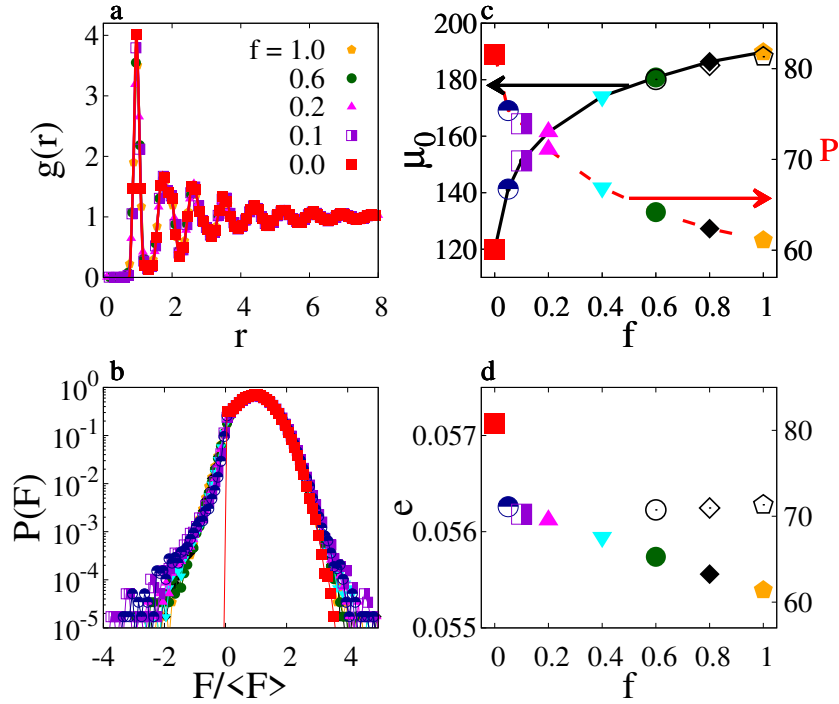 a
4
3
2
1
0
g(r)
f = 1.0
0.6
0.2
0.1
0.0
0 2 4 6 8
r
c
200
180
160
140
120
μ0
80
70
60
P
0 0.2 0.4 0.6 0.8 1
f
b
10^0
10^-1
10^-2
10^-3
10^-4
10^-5
P(F)
-4 -2 0 2 4
F/<F>
d
0.057
0.056
0.055
e
80
70
60
0 0.2 0.4 0.6 0.8 1
f